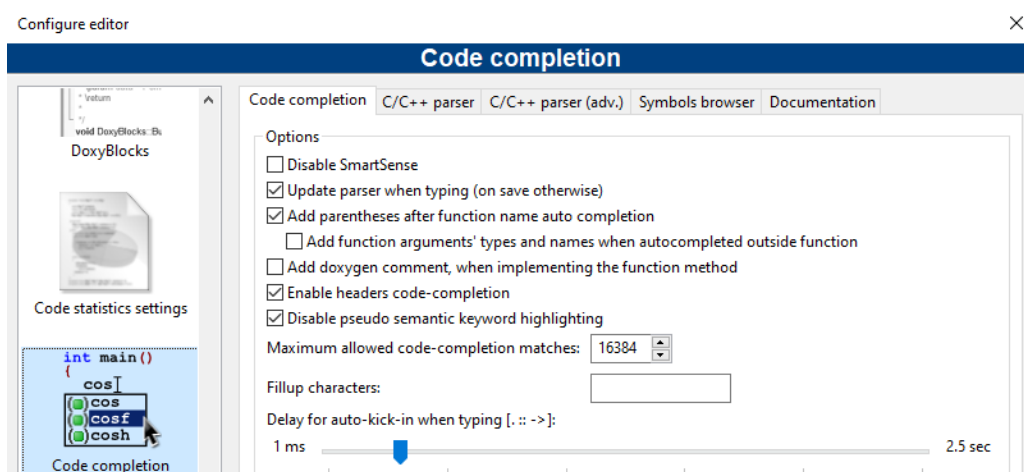 Configure editor
Code completion
\return
*/
void DoxyBlocks::Bu
DoxyBlocks
Code statistics settings
int main()
{
cos
cos
cosf
cosh
Code completion
Code completion C/C++ parser C/C++ parser (adv.) Symbols browser Documentation
Options
Disable SmartSense
Update parser when typing (on save otherwise)
Add parentheses after function name auto completion
Add function arguments' types and names when autocompleted outside function
Add doxygen comment, when implementing the function method
Enable headers code-completion
Disable pseudo semantic keyword highlighting
Maximum allowed code-completion matches: 16384
Fillup characters:
Delay for auto-kick-in when typing [. :: ->]:
1 ms 2.5 sec